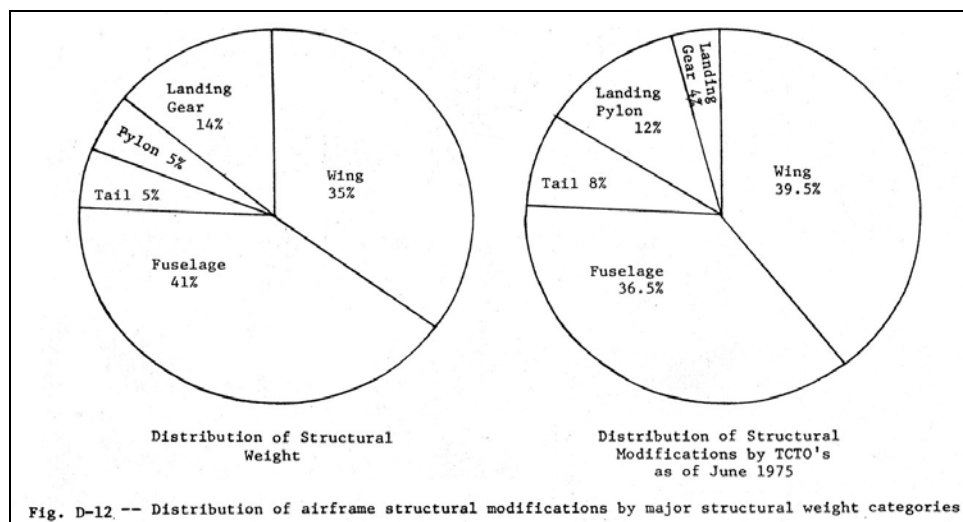 Landing
Gear
14%
Pylon 5%
Tail 5%
Wing
35%
Fuselage
41%
Distribution of Structural
Weight
Landing
Gear 4%
Landing
Pylon
12%
Tail 8%
Wing
39.5%
Fuselage
36.5%
Distribution of Structural
Modifications by TCTO's
as of June 1975
Fig. D-12 -- Distribution of airframe structural modifications by major structural weight categories